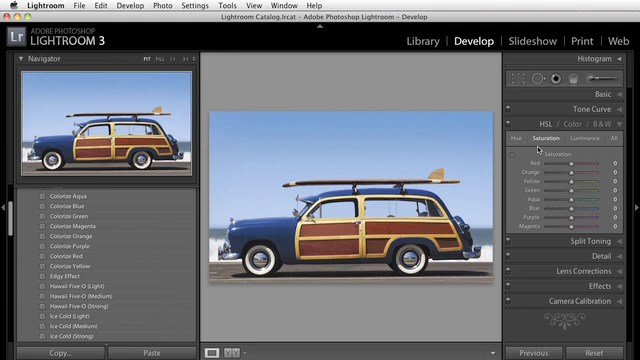 Lightroom File Edit Develop Photo Settings Tools View Window Help
Lightroom Catalog.lrcat - Adobe Photoshop Lightroom - Develop
Lr
ADOBE PHOTOSHOP
LIGHTROOM 3
Library | Develop | Slideshow | Print | Web
Navigator FIT FILL 1:1 3:1
Histogram
Basic
Tone Curve
HSL / Color / B & W
Hue Saturation Luminance All
Saturation
Red 0
Orange 0
Yellow 0
Green 0
Aqua 0
Blue 0
Purple 0
Magenta 0
Split Toning
Detail
Lens Corrections
Effects
Camera Calibration
Colorize Aqua
Colorize Blue
Colorize Green
Colorize Magenta
Colorize Orange
Colorize Purple
Colorize Red
Colorize Yellow
Edgy Effect
Hawaii Five-O (Light)
Hawaii Five-O (Medium)
Hawaii Five-O (Strong)
Ice Cold (Light)
Ice Cold (Medium)
Ice Cold (Strong)
Copy... Paste
Previous Reset